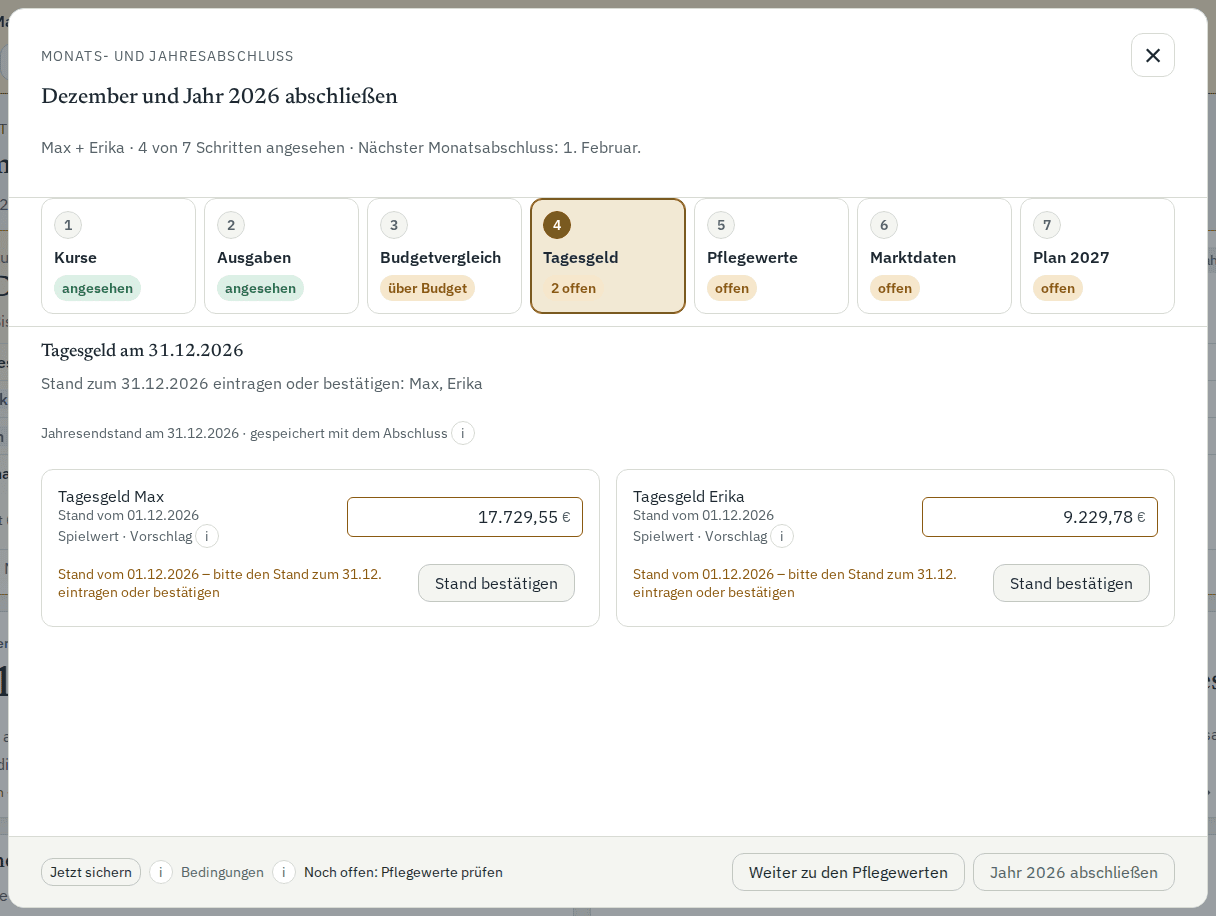 MONATS- UND JAHRESABSCHLUSS
Dezember und Jahr 2026 abschließen
Max + Erika · 4 von 7 Schritten angesehen · Nächster Monatsabschluss: 1. Februar.
1
Kurse
angesehen
2
Ausgaben
angesehen
3
Budgetvergleich
über Budget
4
Tagesgeld
2 offen
5
Pflegewerte
offen
6
Marktdaten
offen
7
Plan 2027
offen
Tagesgeld am 31.12.2026
Stand zum 31.12.2026 eintragen oder bestätigen: Max, Erika
Jahresendstand am 31.12.2026 · gespeichert mit dem Abschluss i
Tagesgeld Max
Stand vom 01.12.2026
Spielwert · Vorschlag i
17.729,55 €
Stand vom 01.12.2026 – bitte den Stand zum 31.12.
eintragen oder bestätigen
Stand bestätigen
Tagesgeld Erika
Stand vom 01.12.2026
Spielwert · Vorschlag i
9.229,78 €
Stand vom 01.12.2026 – bitte den Stand zum 31.12.
eintragen oder bestätigen
Stand bestätigen
Jetzt sichern i Bedingungen i Noch offen: Pflegewerte prüfen
Weiter zu den Pflegewerten
Jahr 2026 abschließen